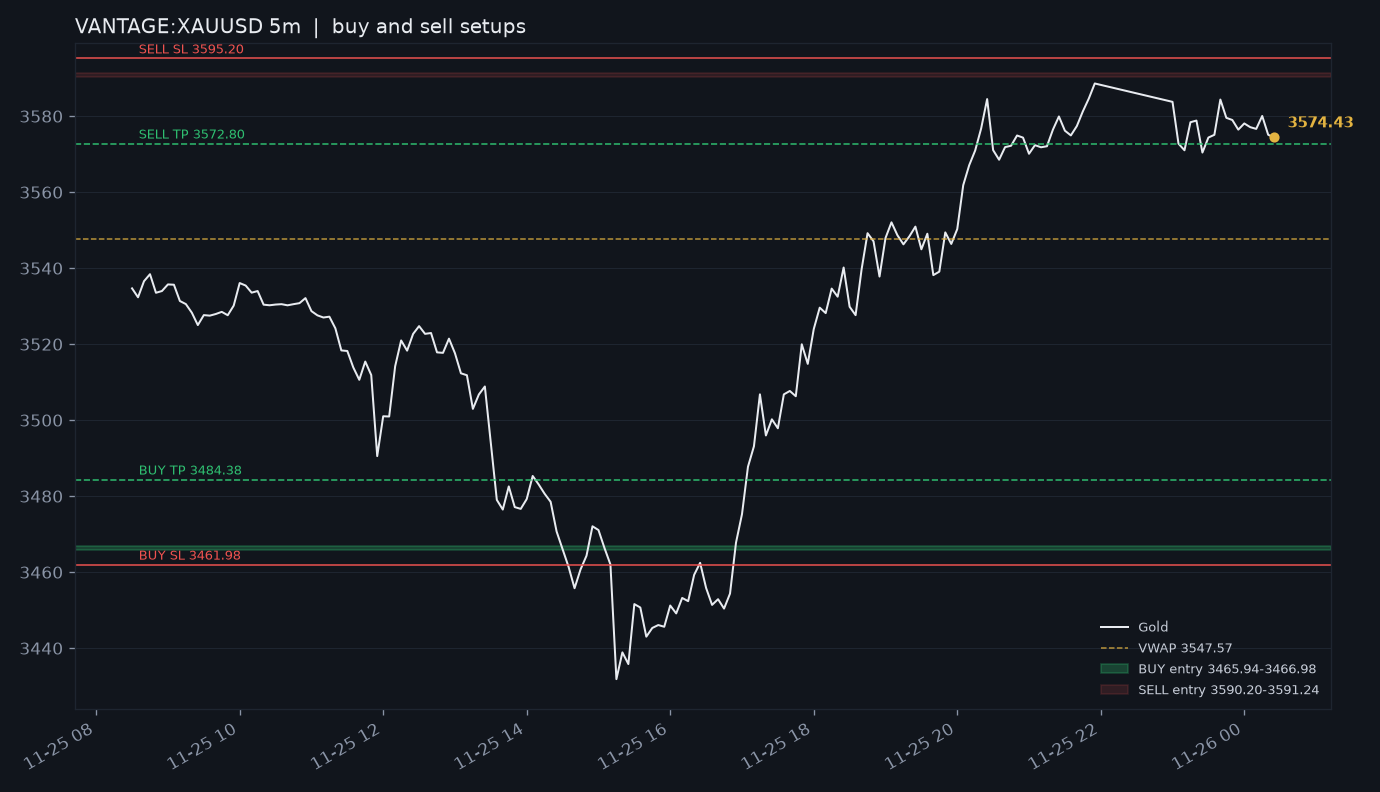 VANTAGE:XAUUSD 5m | buy and sell setups
SELL SL 3595.20
3580
3574.43
SELL TP 3572.80
3560
3540
3520
3500
BUY TP 3484.38
3480
BUY SL 3461.98
3460
3440
Gold
VWAP 3547.57
BUY entry 3465.94-3466.98
SELL entry 3590.20-3591.24
11-25 08
11-25 10
11-25 12
11-25 14
11-25 16
11-25 18
11-25 20
11-25 22
11-26 00